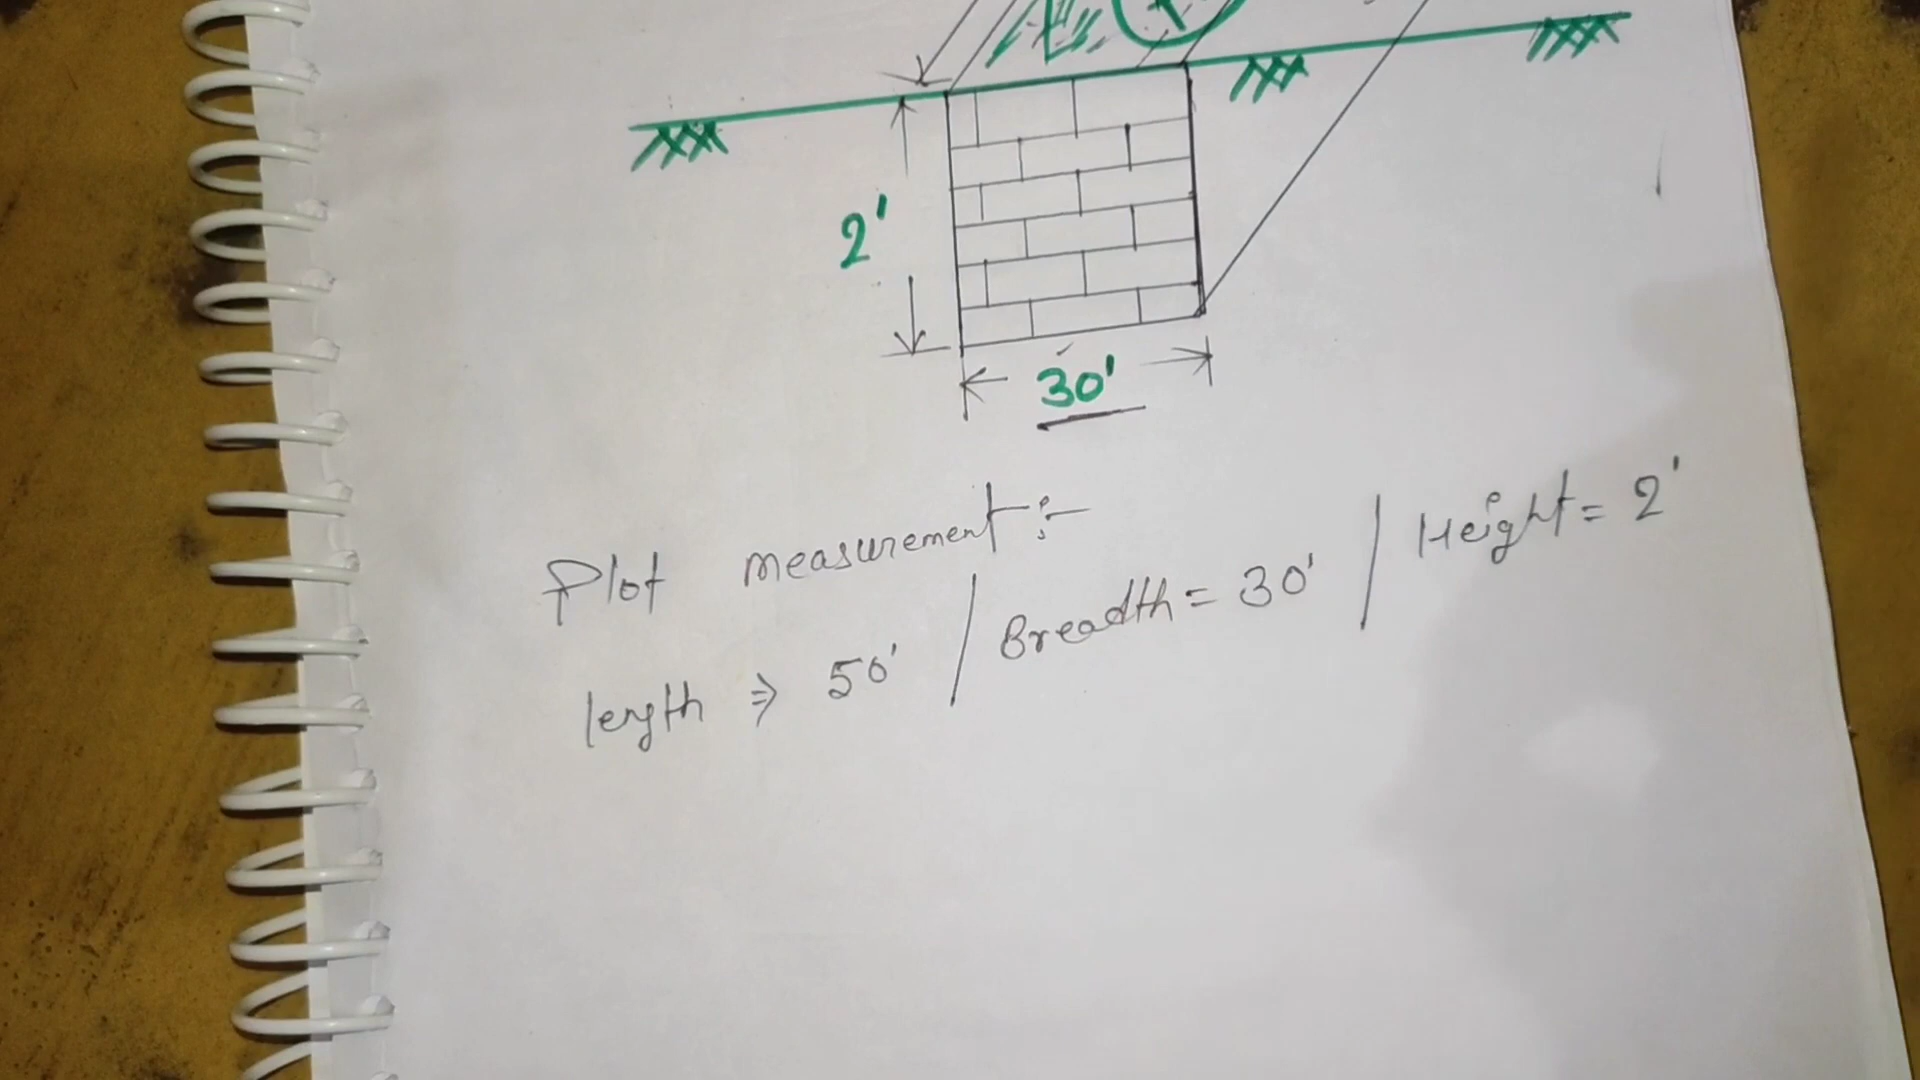 2'
30'
Plot measurement :-
length ⇒ 50' / Breadth = 30' / Height = 2'